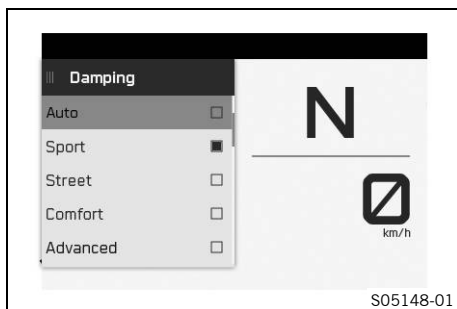 Damping
Auto
Sport
Street
Comfort
Advanced
N
0
km/h
S05148-01